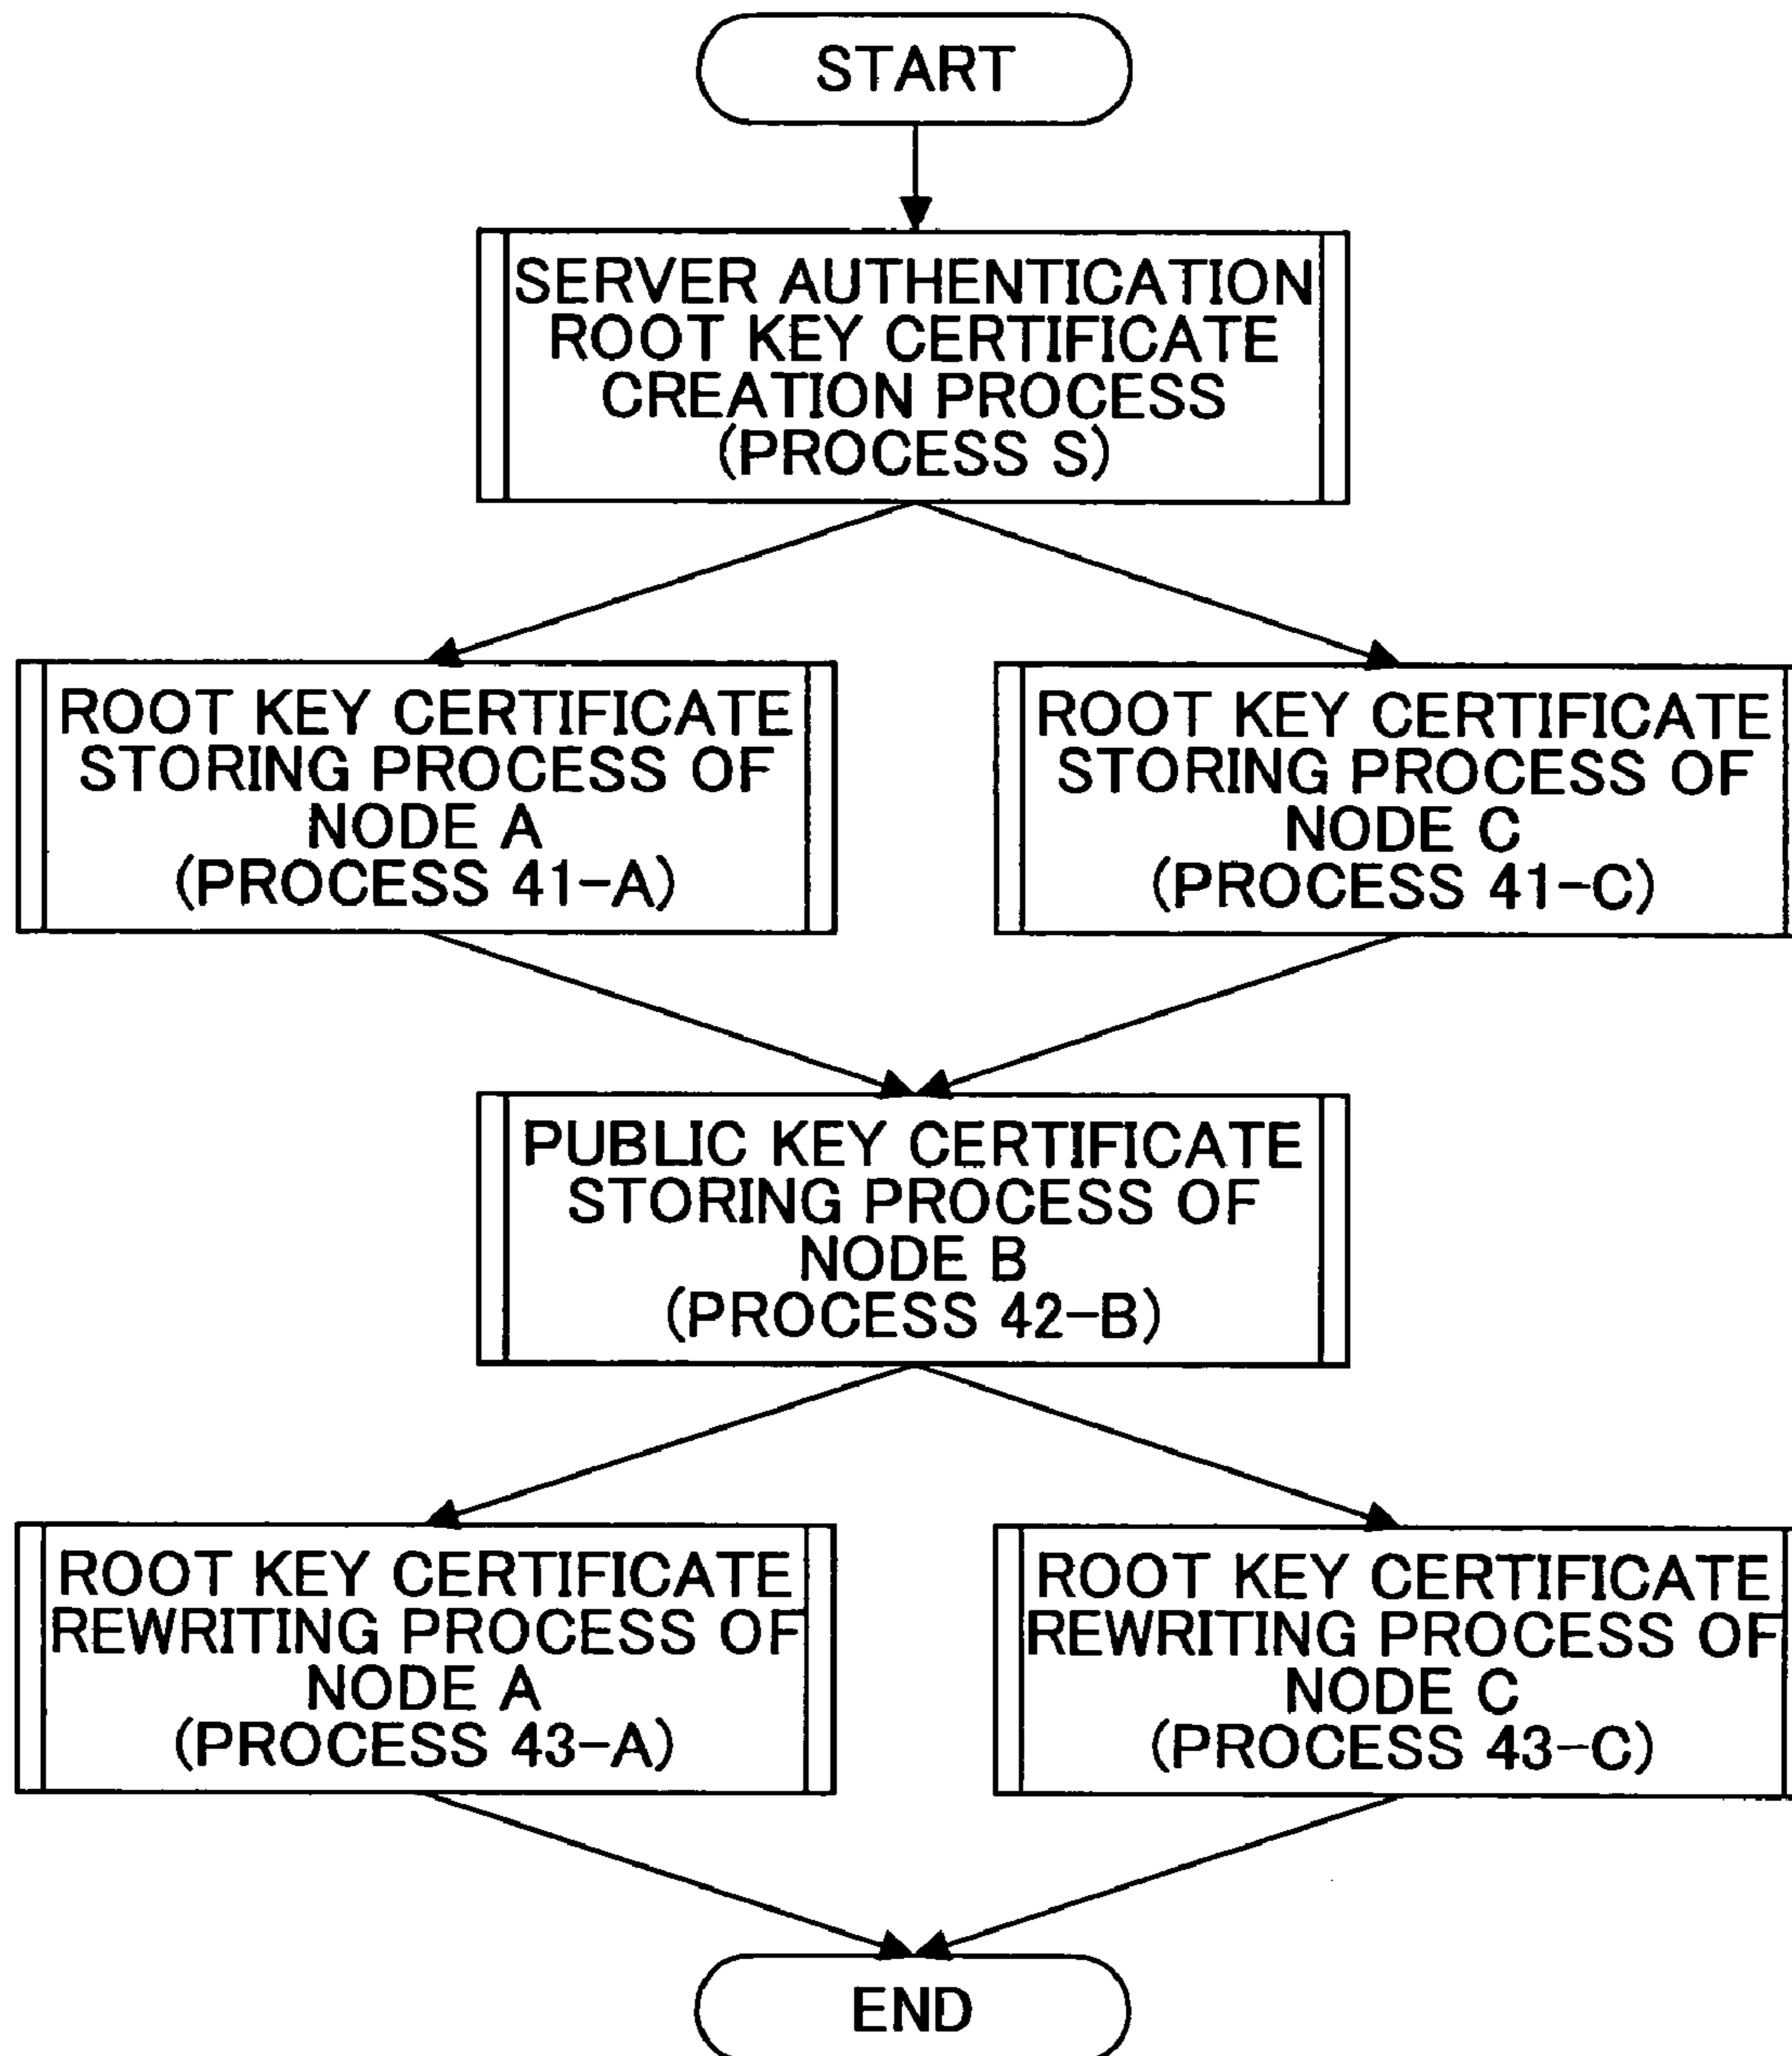 START
SERVER AUTHENTICATION
ROOT KEY CERTIFICATE
CREATION PROCESS
(PROCESS S)
ROOT KEY CERTIFICATE
STORING PROCESS OF
NODE A
(PROCESS 41-A)
ROOT KEY CERTIFICATE
STORING PROCESS OF
NODE C
(PROCESS 41-C)
PUBLIC KEY CERTIFICATE
STORING PROCESS OF
NODE B
(PROCESS 42-B)
ROOT KEY CERTIFICATE
REWRITING PROCESS OF
NODE A
(PROCESS 43-A)
ROOT KEY CERTIFICATE
REWRITING PROCESS OF
NODE C
(PROCESS 43-C)
END